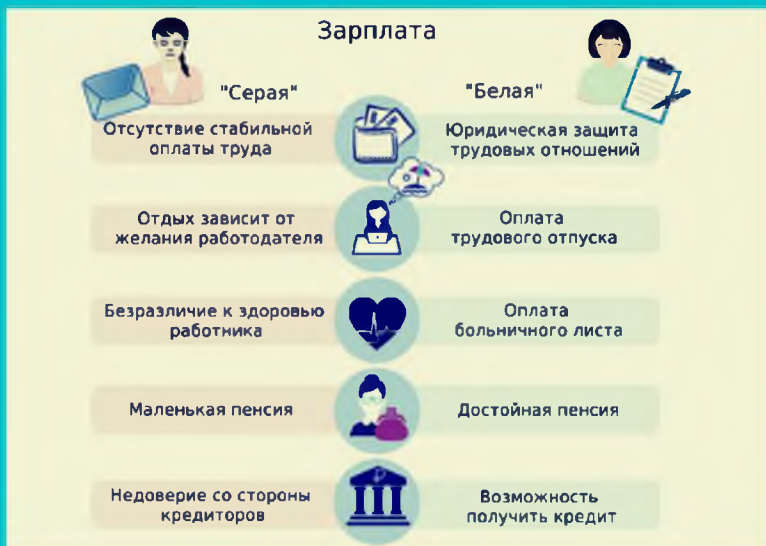 Зарплата
"Серая"
"Белая"
Отсутствие стабильной
оплаты труда
Юридическая защита
трудовых отношений
Отдых зависит от
желания работодателя
Оплата
трудового отпуска
Безразличие к здоровью
работника
Оплата
больничного листа
Маленькая пенсия
Достойная пенсия
Недоверие со стороны
кредиторов
Возможность
получить кредит